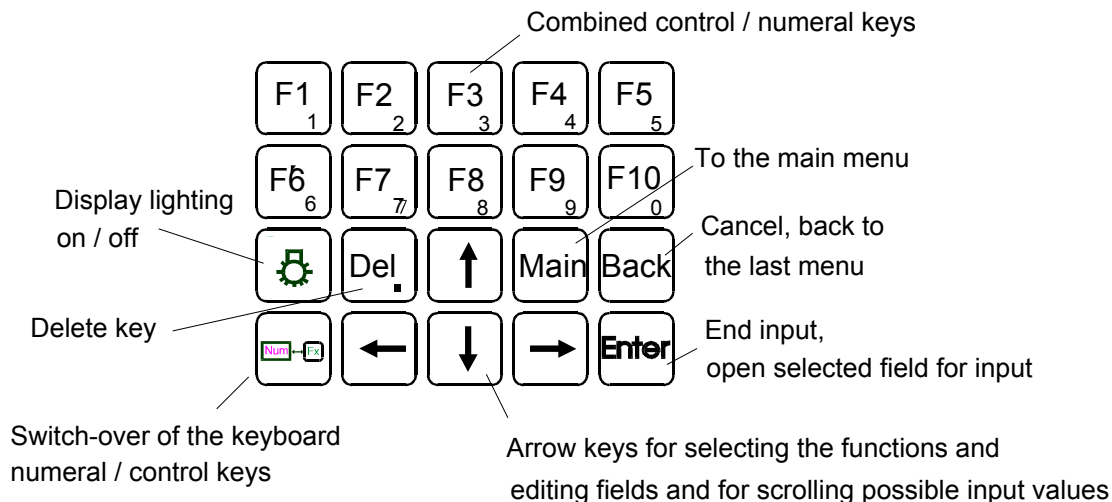 Combined control / numeral keys
F1 F2 F3 F4 F5
1 2 3 4 5
F6 F7 F8 F9 F10
6 7 8 9 0
To the main menu
Display lighting
on / off
Del. Main Back
Cancel, back to
the last menu
Delete key
Num↔Fx Enter
End input,
open selected field for input
Switch-over of the keyboard
numeral / control keys
Arrow keys for selecting the functions and
editing fields and for scrolling possible input values